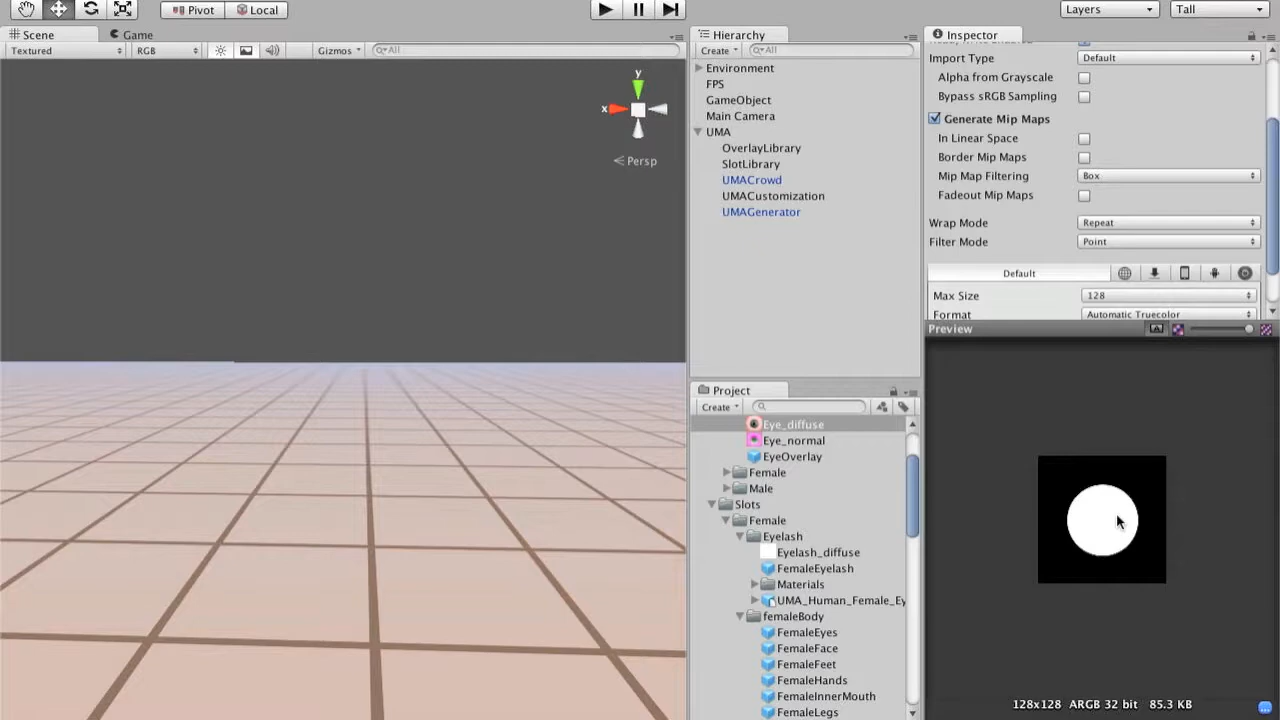 Pivot Local Layers Tall
Scene Game
Textured RGB Gizmos All
x y
Persp
Hierarchy
Create All
Environment
FPS
GameObject
Main Camera
UMA
OverlayLibrary
SlotLibrary
UMACrowd
UMACustomization
UMAGenerator
Project
Create
Eye_diffuse
Eye_normal
EyeOverlay
Female
Male
Slots
Female
Eyelash
Eyelash_diffuse
FemaleEyelash
Materials
UMA_Human_Female_Ey
femaleBody
FemaleEyes
FemaleFace
FemaleFeet
FemaleHands
FemaleInnerMouth
FemaleLegs
Inspector
Import Type Default
Alpha from Grayscale
Bypass sRGB Sampling
Generate Mip Maps
In Linear Space
Border Mip Maps
Mip Map Filtering Box
Fadeout Mip Maps
Wrap Mode Repeat
Filter Mode Point
Default
Max Size 128
Format Automatic Truecolor
Preview
128x128 ARGB 32 bit 85.3 KB